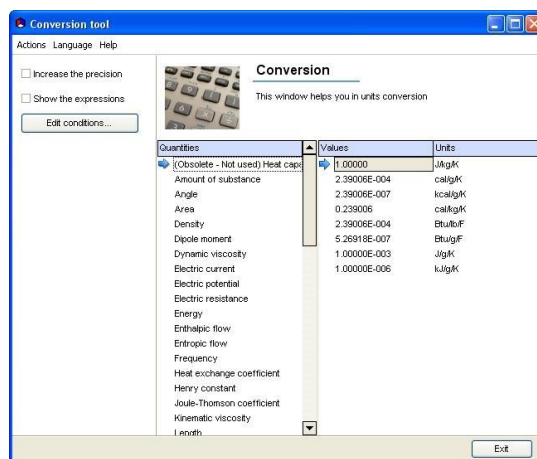 Conversion tool
Actions Language Help
Increase the precision
Show the expressions
Edit conditions...
Conversion
This window helps you in units conversion
Quantities Values Units
(Obsolete - Not used) Heat capa 1.00000 J/kg/K
Amount of substance 2.39006E-004 cal/g/K
Angle 2.39006E-007 kcal/g/K
Area 0.239006 cal/kg/K
Density 2.39006E-004 Btu/lb/F
Dipole moment 5.26918E-007 Btu/g/F
Dynamic viscosity 1.00000E-003 J/g/K
Electric current 1.00000E-006 kJ/g/K
Electric potential
Electric resistance
Energy
Enthalpic flow
Entropic flow
Frequency
Heat exchange coefficient
Henry constant
Joule-Thomson coefficient
Kinematic viscosity
Length
Exit